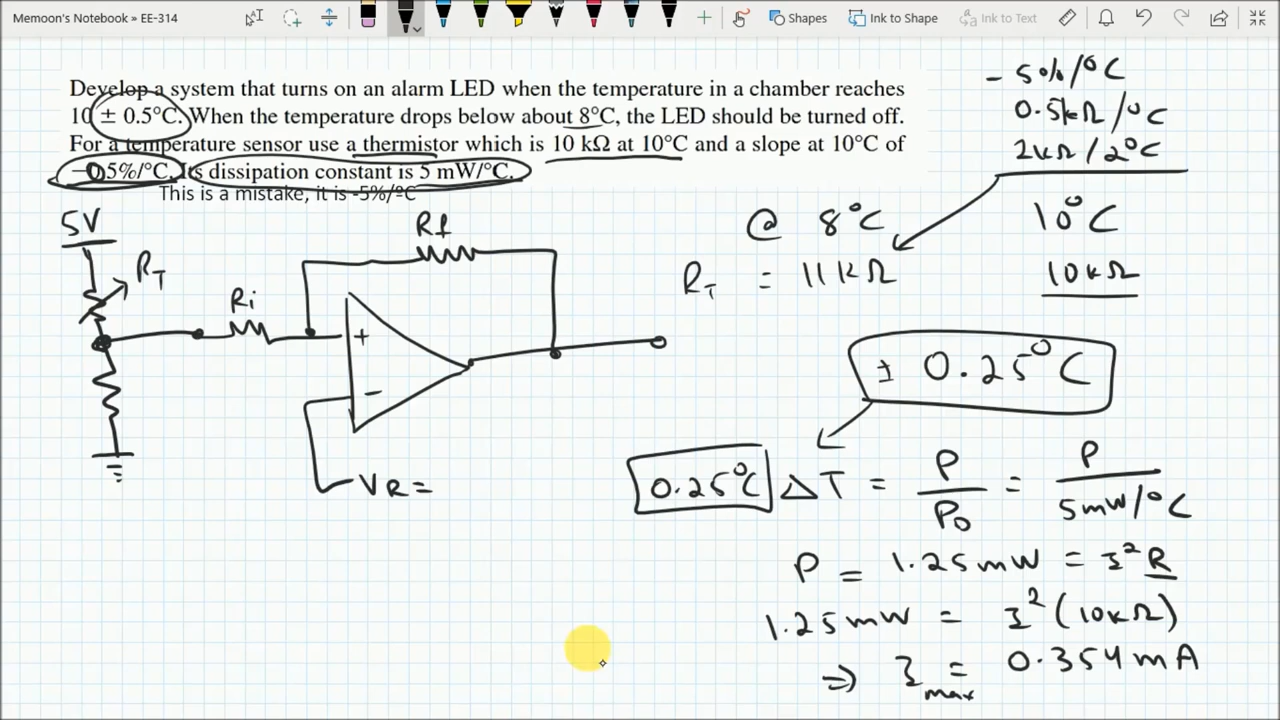 Memoon's Notebook » EE-314
Shapes
Ink to Shape
Ink to Text
Develop a system that turns on an alarm LED when the temperature in a chamber reaches
10 ± 0.5°C. When the temperature drops below about 8°C, the LED should be turned off.
For a temperature sensor use a thermistor which is 10 kΩ at 10°C and a slope at 10°C of
−0.5%/°C. Its dissipation constant is 5 mW/°C.
This is a mistake, it is -5%/ºC
- 5%/°C
0.5kΩ/°C
2kΩ/2°C
@ 8°C
10°C
RT = 11kΩ
10kΩ
5V
RT
Ri
Rf
+
-
VR=
± 0.25°C
0.25°C ΔT = P/P0 = P/5mW/°C
P = 1.25mW = I²R
1.25mW = I²(10kΩ)
⇒ Imax = 0.354mA